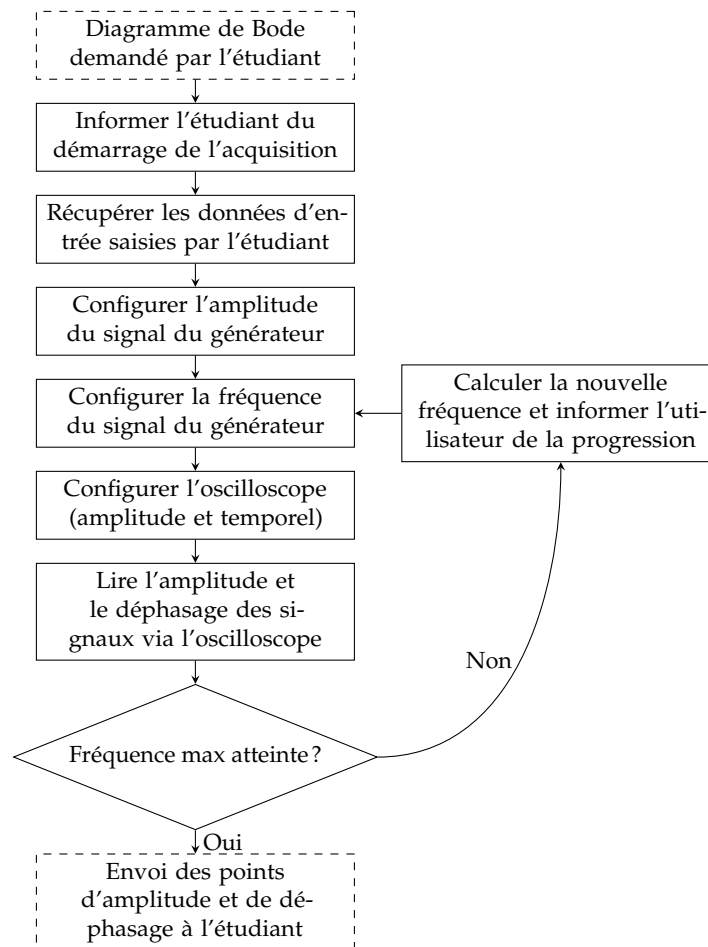 Diagramme de Bode
demandé par l'étudiant
Informer l'étudiant du
démarrage de l'acquisition
Récupérer les données d'en-
trée saisies par l'étudiant
Configurer l'amplitude
du signal du générateur
Configurer la fréquence
du signal du générateur
Calculer la nouvelle
fréquence et informer l'uti-
lisateur de la progression
Configurer l'oscilloscope
(amplitude et temporel)
Lire l'amplitude et
le déphasage des si-
gnaux via l'oscilloscope
Non
Fréquence max atteinte ?
Oui
Envoi des points
d'amplitude et de dé-
phasage à l'étudiant